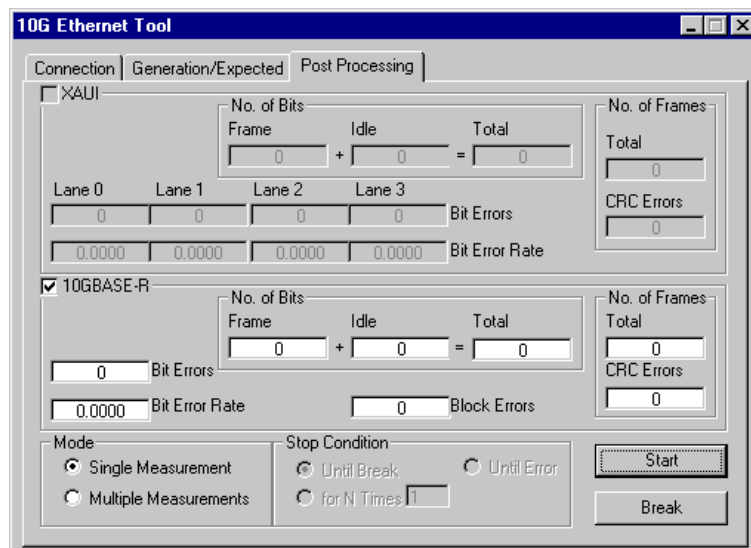 10G Ethernet Tool
Connection Generation/Expected Post Processing
XAUI
No. of Bits
Frame Idle Total
0 + 0 = 0
No. of Frames
Total
0
CRC Errors
0
Lane 0 Lane 1 Lane 2 Lane 3
0 0 0 0 Bit Errors
0.0000 0.0000 0.0000 0.0000 Bit Error Rate
10GBASE-R
No. of Bits
Frame Idle Total
0 + 0 = 0
No. of Frames
Total
0
CRC Errors
0
0 Bit Errors
0.0000 Bit Error Rate
0 Block Errors
Mode
Single Measurement
Multiple Measurements
Stop Condition
Until Break Until Error
for N Times 1
Start
Break